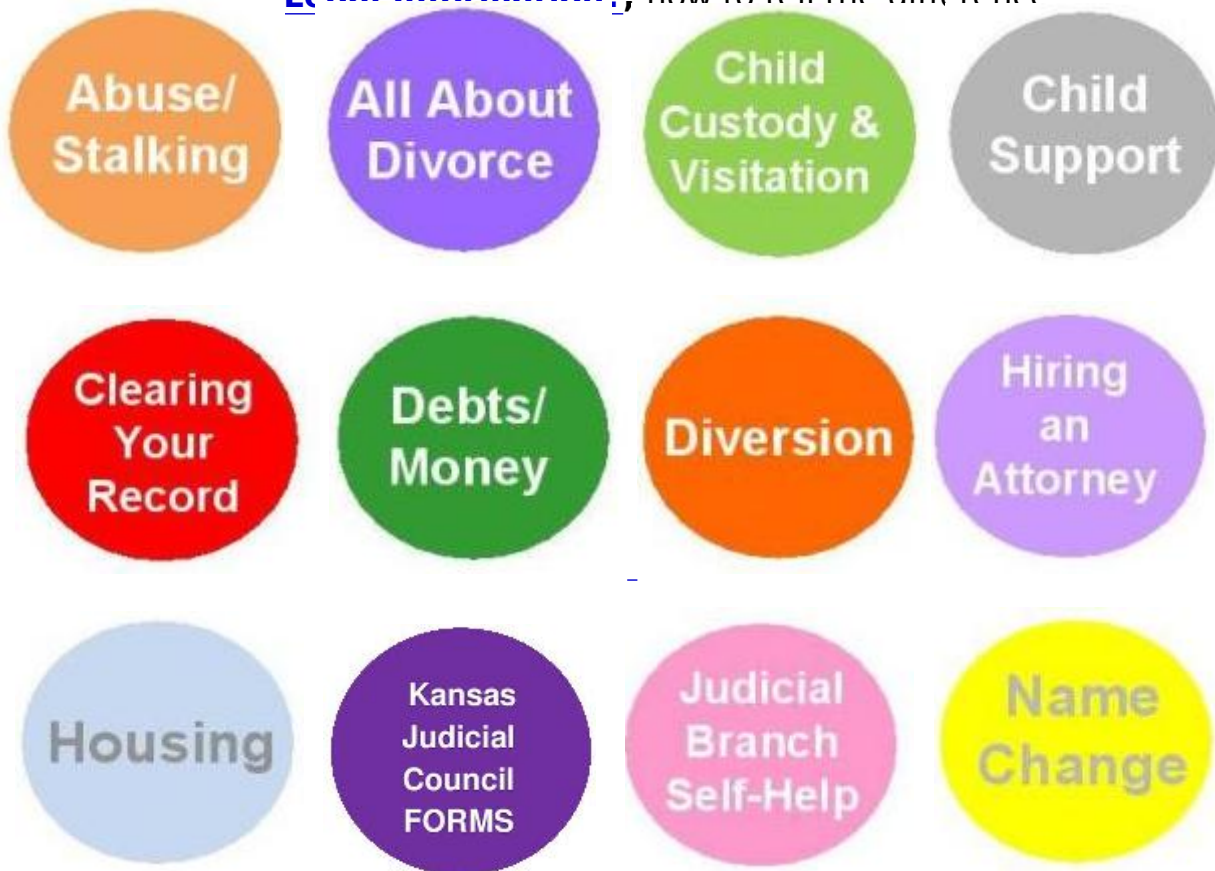 Abuse/
Stalking
All About
Divorce
Child
Custody &
Visitation
Child
Support
Clearing
Your
Record
Debts/
Money
Diversion
Hiring
an
Attorney
Housing
Kansas
Judicial
Council
FORMS
Judicial
Branch
Self-Help
Name
Change